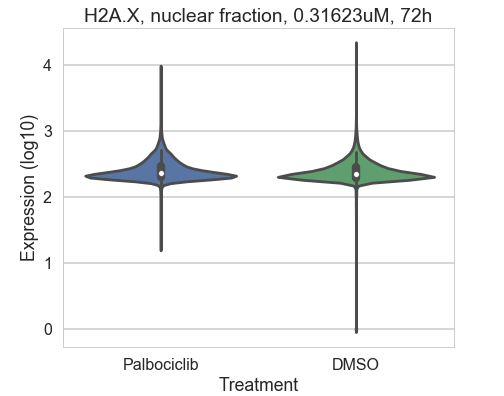 H2A.X, nuclear fraction, 0.31623uM, 72h
Expression (log10)
4
3
2
1
0
Palbociclib DMSO
Treatment